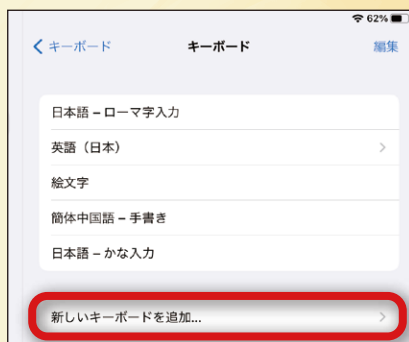 62%
キーボード キーボード 編集
日本語 – ローマ字入力
英語（日本）
絵文字
簡体中国語 – 手書き
日本語 – かな入力
新しいキーボードを追加...